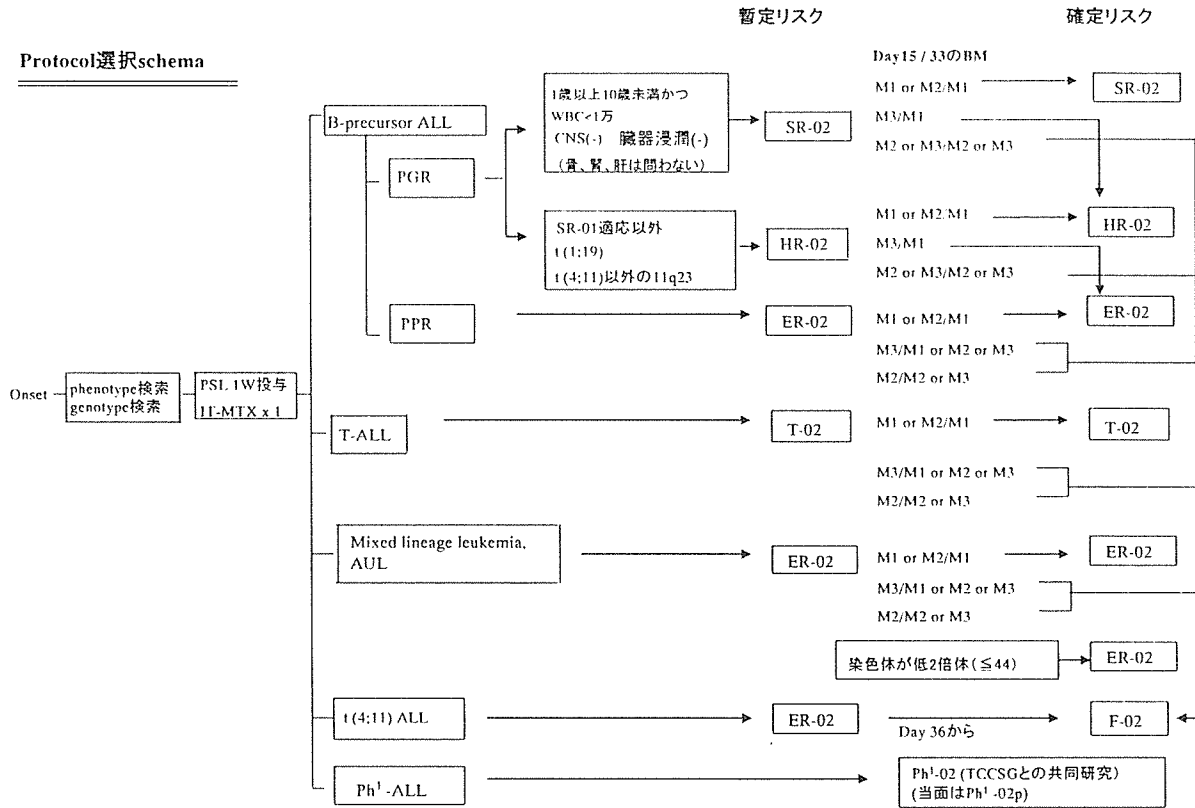 暫定リスク
確定リスク
Protocol選択schema
Day15 / 33のBM
B-precursor ALL
PGR
PPR
1歳以上10歳未満かつ
WBC<1万
CNS(-) 臓器浸潤(-)
(骨、腎、肝は問わない)
SR-02
M1 or M2/M1
SR-02
M3/M1
M2 or M3/M2 or M3
SR-01適応以外
t (1;19)
t (4;11)以外の11q23
HR-02
M1 or M2/M1
HR-02
M3/M1
M2 or M3/M2 or M3
ER-02
M1 or M2/M1
ER-02
M3/M1 or M2 or M3
M2/M2 or M3
Onset
phenotype検索
genotype検索
PSL 1W投与
IT-MTX x 1
T-ALL
T-02
M1 or M2/M1
T-02
M3/M1 or M2 or M3
M2/M2 or M3
Mixed lineage leukemia,
AUL
ER-02
M1 or M2/M1
ER-02
M3/M1 or M2 or M3
M2/M2 or M3
染色体が低2倍体(≦44)
ER-02
t (4;11) ALL
ER-02
Day 36から
F-02
Ph¹ -ALL
Ph¹-02 (TCCSGとの共同研究)
(当面はPh¹ -02p)